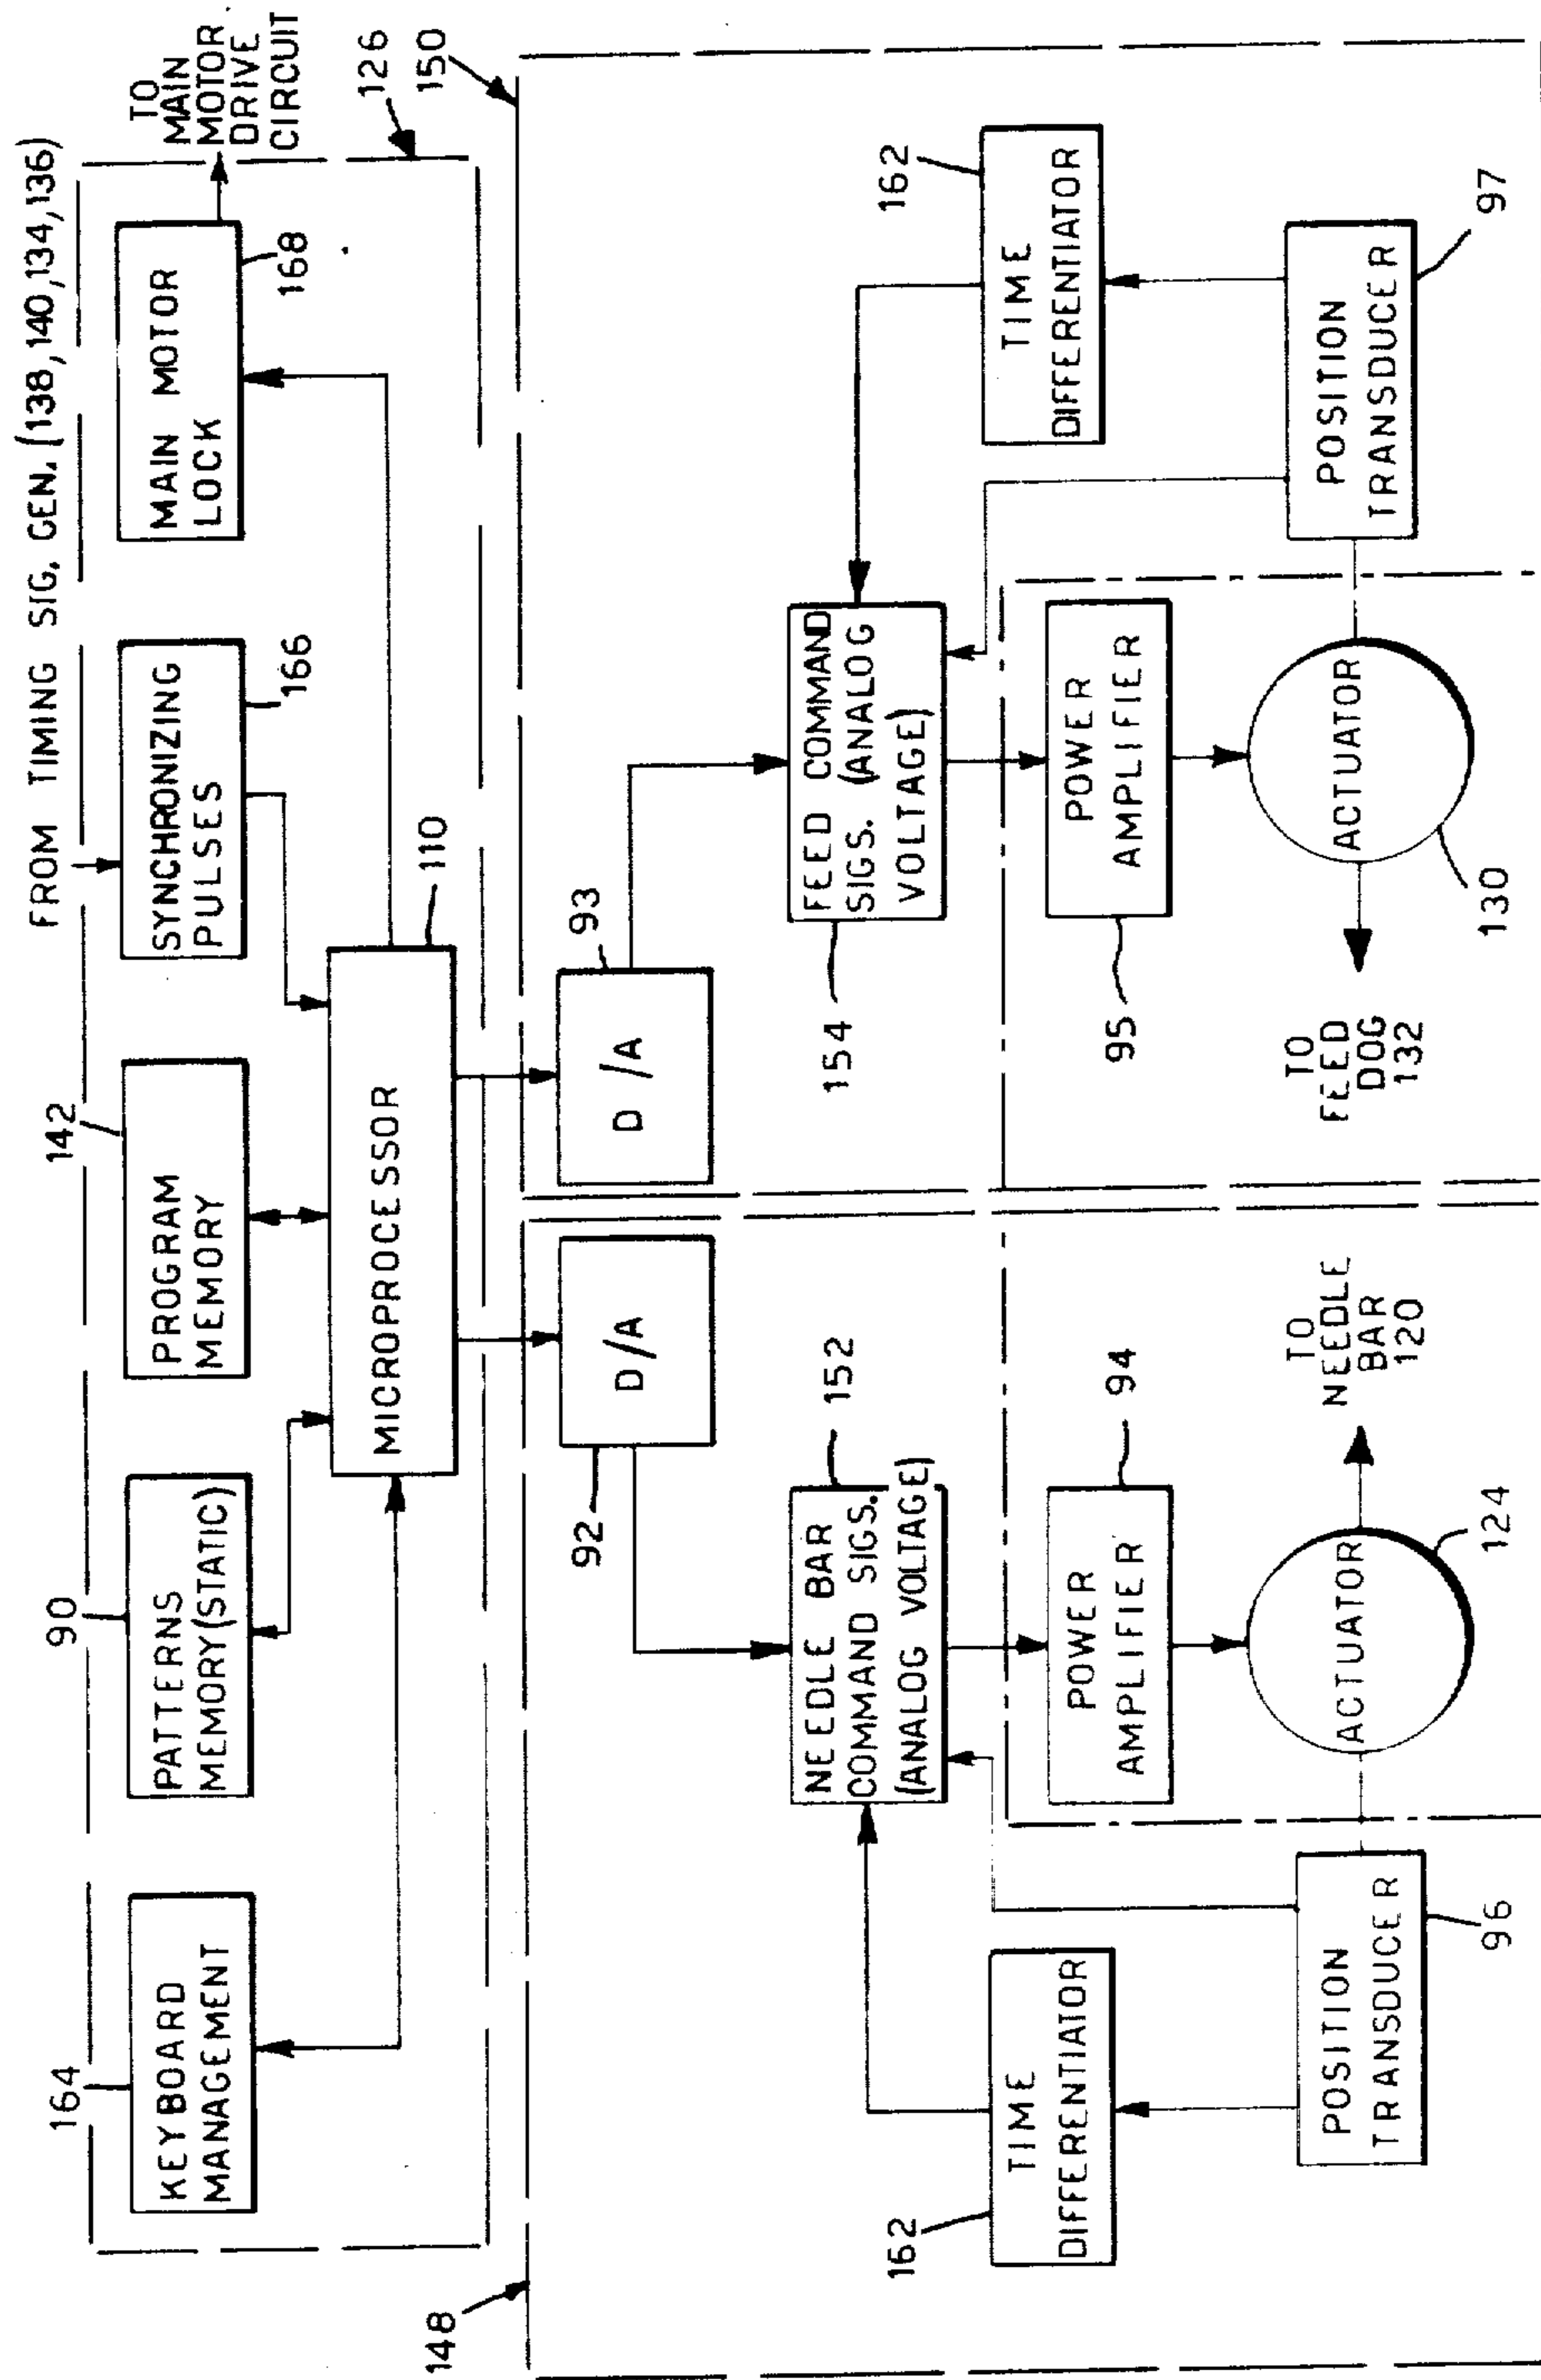 FROM TIMING SIG. GEN. (138,140,134,136)
TO
MAIN
MOTOR
DRIVE
CIRCUIT
164
90
142
126
KEYBOARD
MANAGEMENT
PATTERNS
MEMORY(STATIC)
PROGRAM
MEMORY
SYNCHRONIZING
PULSES
166
MAIN MOTOR
LOCK
168
MICROPROCESSOR
110
148
150
92
D/A
D/A
93
NEEDLE BAR
COMMAND SIGS.
(ANALOG VOLTAGE)
152
154
FEED COMMAND
SIGS. (ANALOG
VOLTAGE)
162
TIME
DIFFERENTIATOR
TIME
DIFFERENTIATOR
162
POWER
AMPLIFIER
94
95
POWER
AMPLIFIER
POSITION
TRANSDUCER
96
ACTUATOR
124
TO
NEEDLE
BAR
120
TO
FEED
DOG
132
ACTUATOR
130
POSITION
TRANSDUCER
97